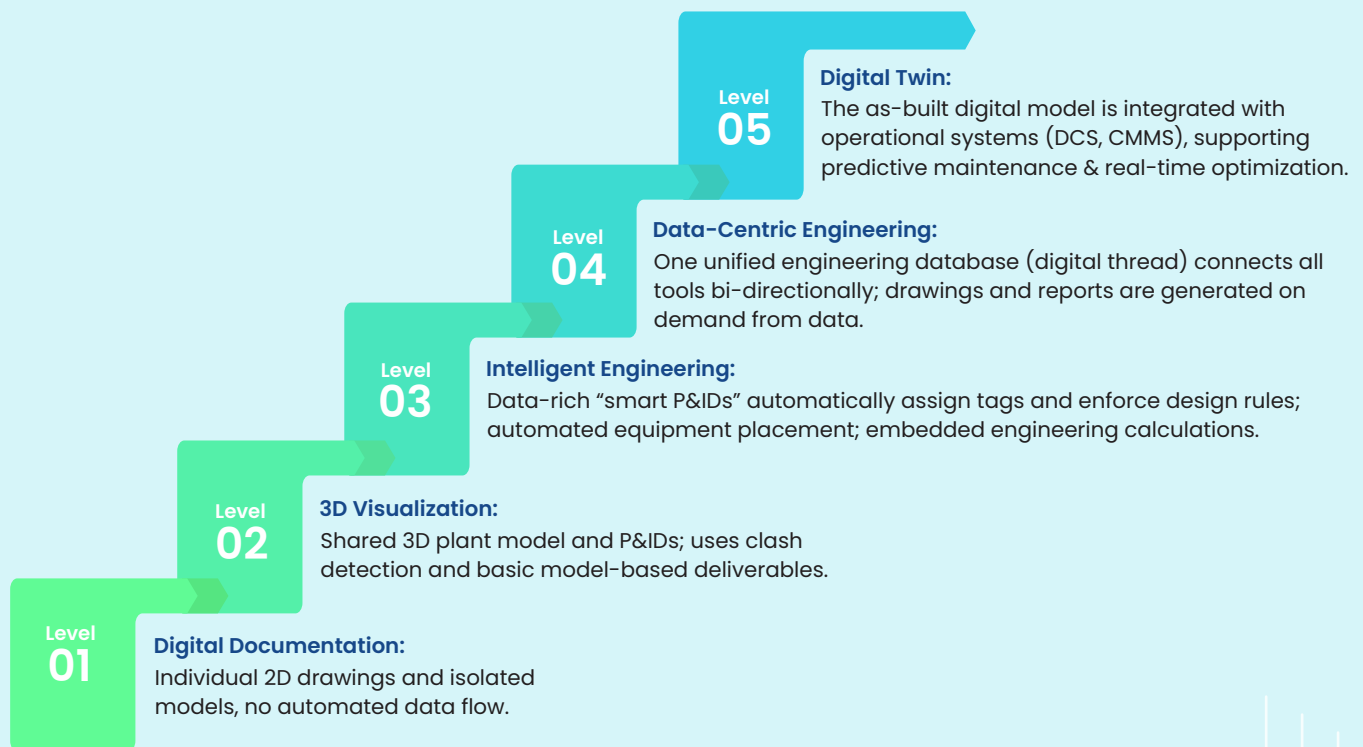 Level
05
Digital Twin:
The as-built digital model is integrated with
operational systems (DCS, CMMS), supporting
predictive maintenance & real-time optimization.
Level
04
Data-Centric Engineering:
One unified engineering database (digital thread) connects all
tools bi-directionally; drawings and reports are generated on
demand from data.
Level
03
Intelligent Engineering:
Data-rich “smart P&IDs” automatically assign tags and enforce design rules;
automated equipment placement; embedded engineering calculations.
Level
02
3D Visualization:
Shared 3D plant model and P&IDs; uses clash
detection and basic model-based deliverables.
Level
01
Digital Documentation:
Individual 2D drawings and isolated
models, no automated data flow.